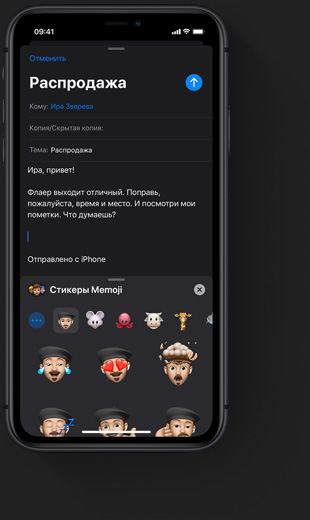 09:41
Отменить
Распродажа
Кому: Ира Зверева
Копия/Скрытая копия:
Тема: Распродажа
Ира, привет!
Флаер выходит отличный. Поправь,
пожалуйста, время и место. И посмотри мои
пометки. Что думаешь?
Отправлено с iPhone
Стикеры Memoji